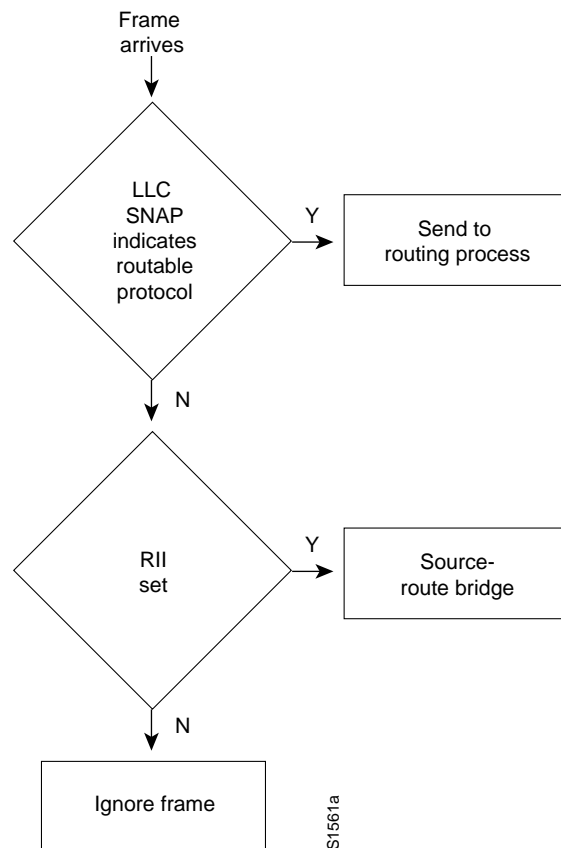 Frame
arrives
LLC
SNAP
indicates
routable
protocol
Y
Send to
routing process
N
RII
set
Y
Source-
route bridge
N
Ignore frame
S1561a